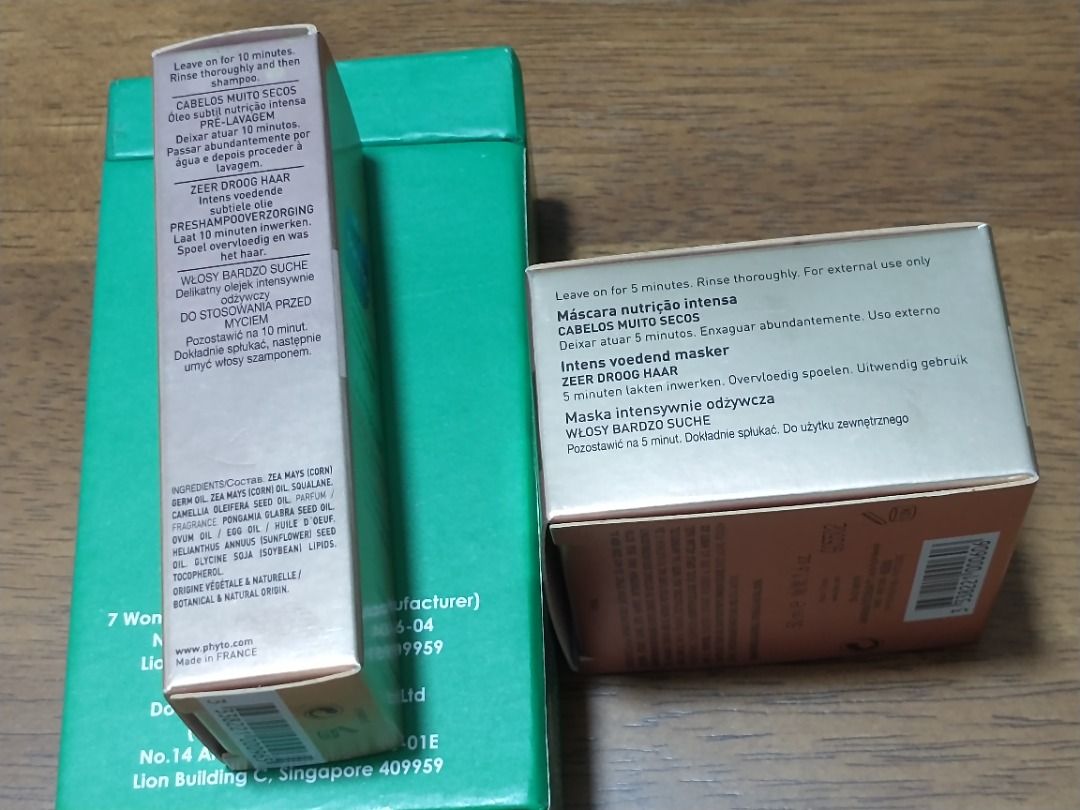 Leave on for 10 minutes.
Rinse thoroughly and then
shampoo.
CABELOS MUITO SECOS
Óleo subtil nutrição intensa
PRÉ-LAVAGEM
Deixar atuar 10 minutos.
Passar abundantemente por
água e depois proceder à
lavagem.
ZEER DROOG HAAR
Intens voedende
subtiele olie
PRESHAMPOOVERZORGING
Laat 10 minuten inwerken.
Spoel overvloedig en was
het haar.
WŁOSY BARDZO SUCHE
Delikatny olejek intensywnie
odżywczy
DO STOSOWANIA PRZED
MYCIEM
Pozostawić na 10 minut.
Dokładnie spłukać, następnie
umyć włosy szamponem.
INGREDIENTS/Состав. ZEA MAYS (CORN)
GERM OIL. ZEA MAYS (CORN) OIL. SQUALANE.
CAMELLIA OLEIFERA SEED OIL. PARFUM /
FRAGRANCE. PONGAMIA GLABRA SEED OIL.
OVUM OIL / EGG OIL / HUILE D'OEUF.
HELIANTHUS ANNUUS (SUNFLOWER) SEED
OIL. GLYCINE SOJA (SOYBEAN) LIPIDS.
TOCOPHEROL.
ORIGINE VÉGÉTALE & NATURELLE /
BOTANICAL & NATURAL ORIGIN.
www.phyto.com
Made in FRANCE
Leave on for 5 minutes. Rinse thoroughly. For external use only
Máscara nutrição intensa
CABELOS MUITO SECOS
Deixar atuar 5 minutos. Enxaguar abundantemente. Uso externo
Intens voedend masker
ZEER DROOG HAAR
5 minuten lakten inwerken. Overvloedig spoelen. Uitwendig gebruik
Maska intensywnie odżywcza
WŁOSY BARDZO SUCHE
Pozostawić na 5 minut. Dokładnie spłukać. Do użytku zewnętrznego
7
-04
9959
Ltd
-01E
No.14
Lion Building C, Singapore 409959